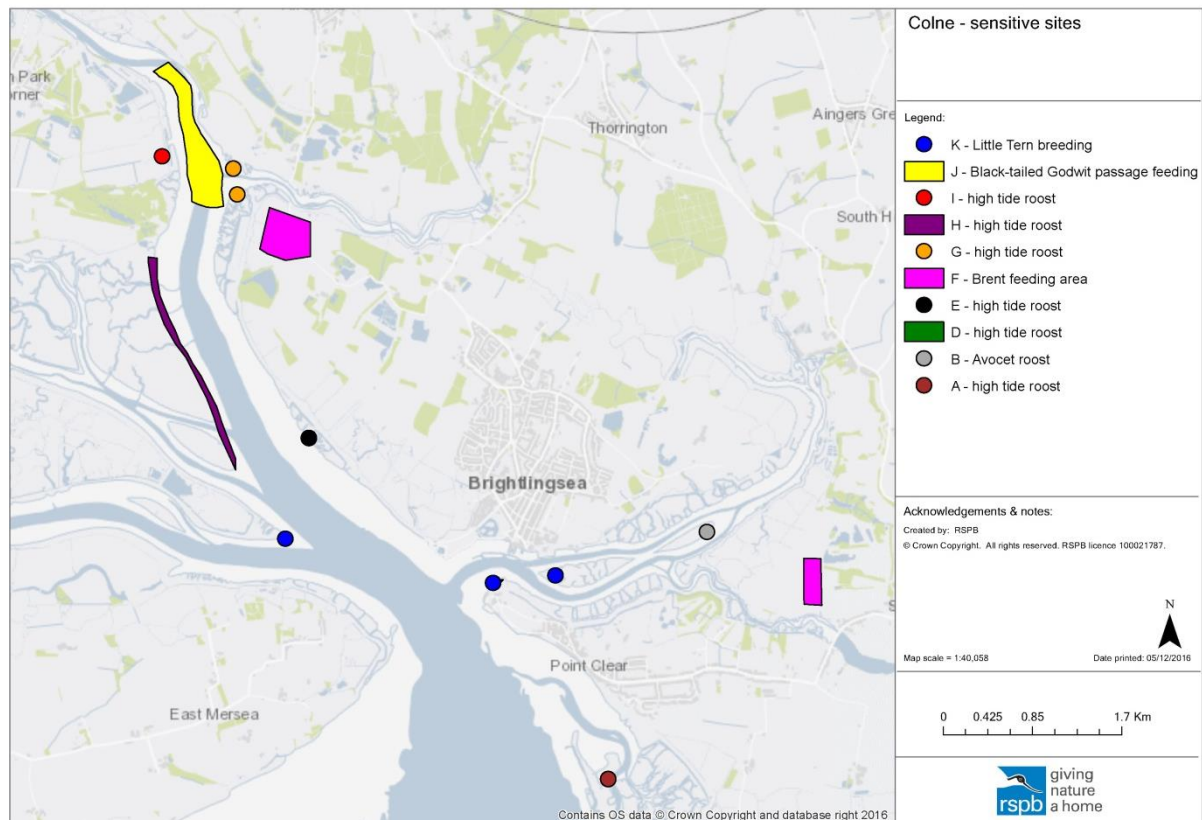 n Park
orner
Thorrington
Aingers Gre
South H
Brightlingsea
Point Clear
East Mersea
Contains OS data © Crown Copyright and database right 2016
Colne - sensitive sites
Legend:
K - Little Tern breeding
J - Black-tailed Godwit passage feeding
I - high tide roost
H - high tide roost
G - high tide roost
F - Brent feeding area
E - high tide roost
D - high tide roost
B - Avocet roost
A - high tide roost
Acknowledgements & notes:
Created by: RSPB
© Crown Copyright. All rights reserved. RSPB licence 100021787.
N
Map scale = 1:40,058 Date printed: 05/12/2016
0 0.425 0.85 1.7 Km
rspb
giving
nature
a home